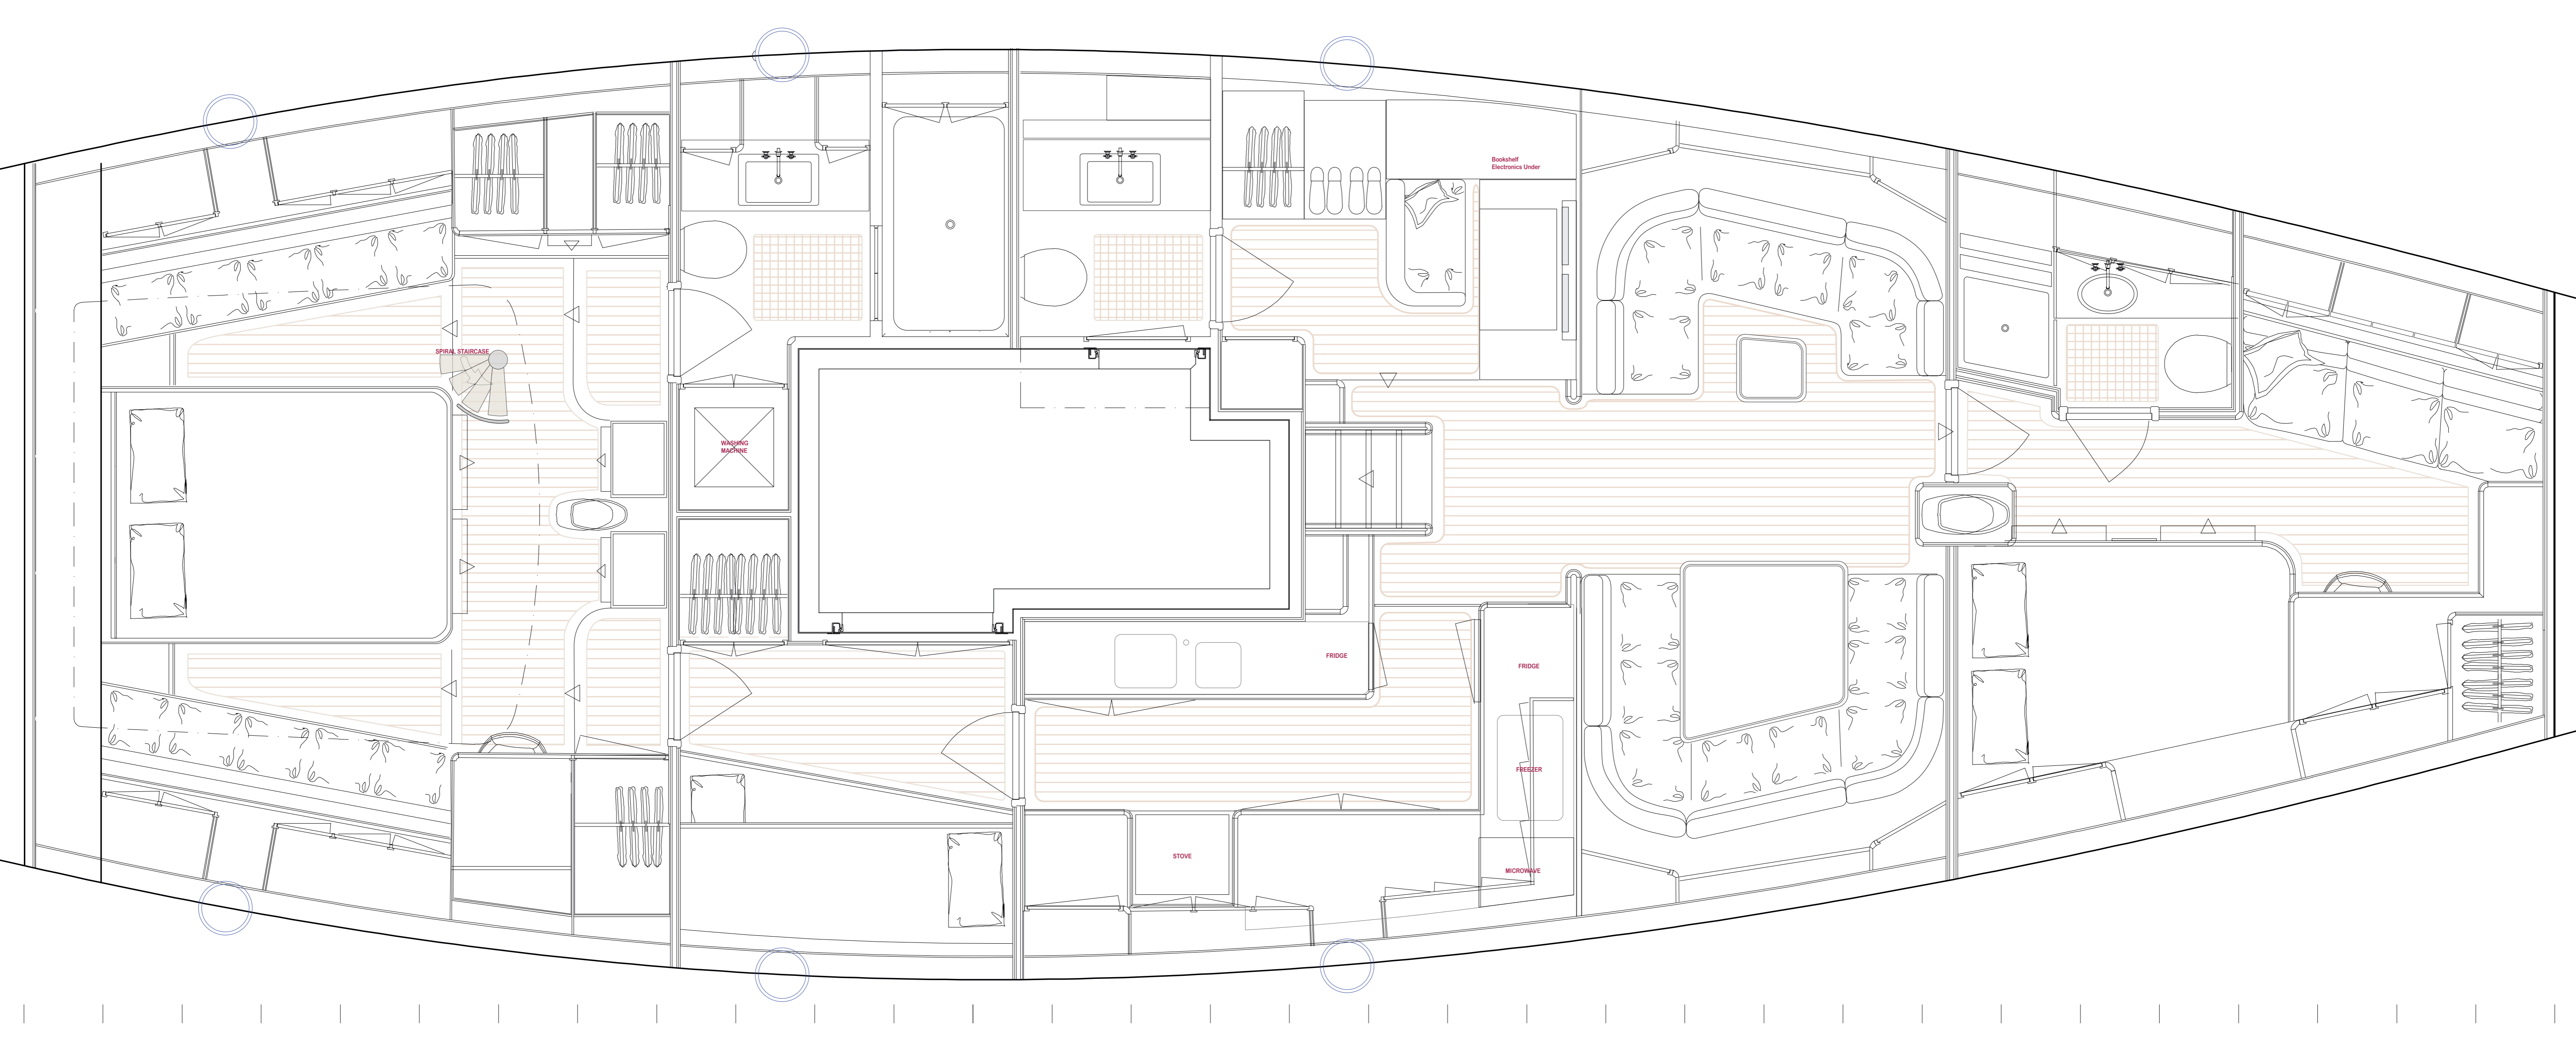 Bookshelf
Electronics Under
SPIRAL STAIRCASE
WASHING
MACHINE
FRIDGE
FRIDGE
FREEZER
STOVE
MICROWAVE